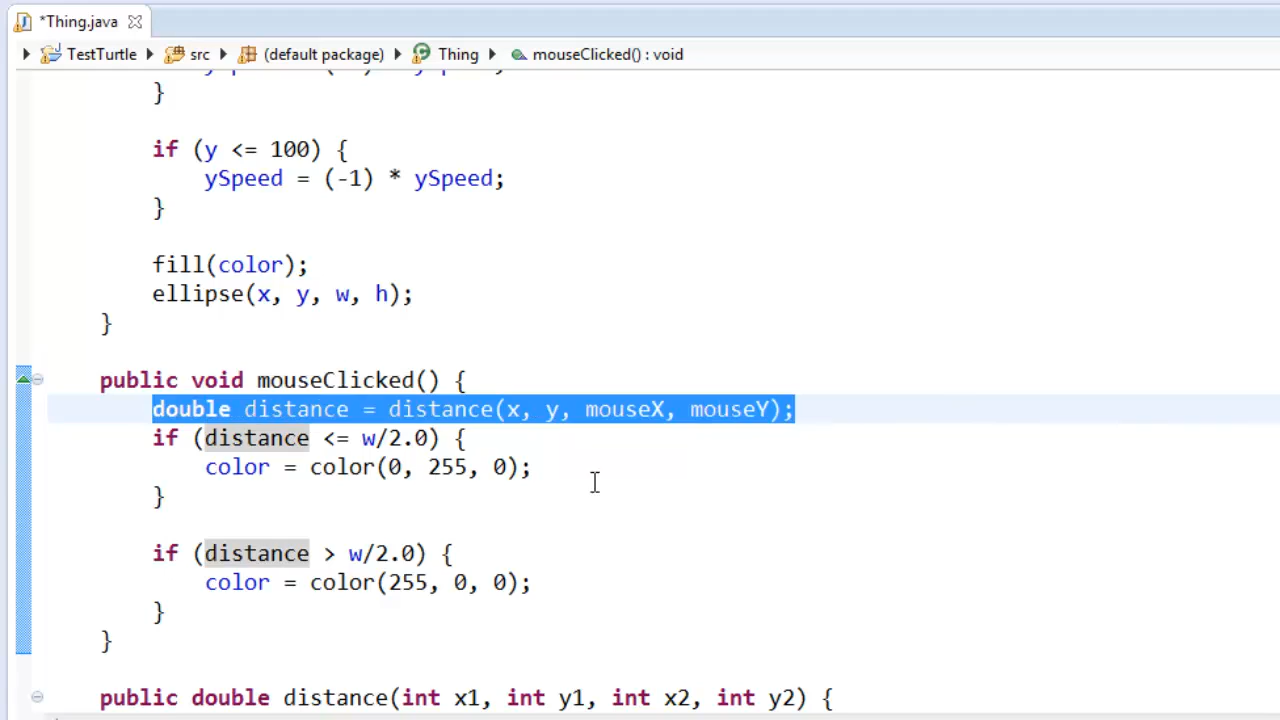 *Thing.java
TestTurtle src (default package) Thing mouseClicked() : void
}
if (y <= 100) {
ySpeed = (-1) * ySpeed;
}
fill(color);
ellipse(x, y, w, h);
}
public void mouseClicked() {
double distance = distance(x, y, mouseX, mouseY);
if (distance <= w/2.0) {
color = color(0, 255, 0);
}
if (distance > w/2.0) {
color = color(255, 0, 0);
}
}
public double distance(int x1, int y1, int x2, int y2) {